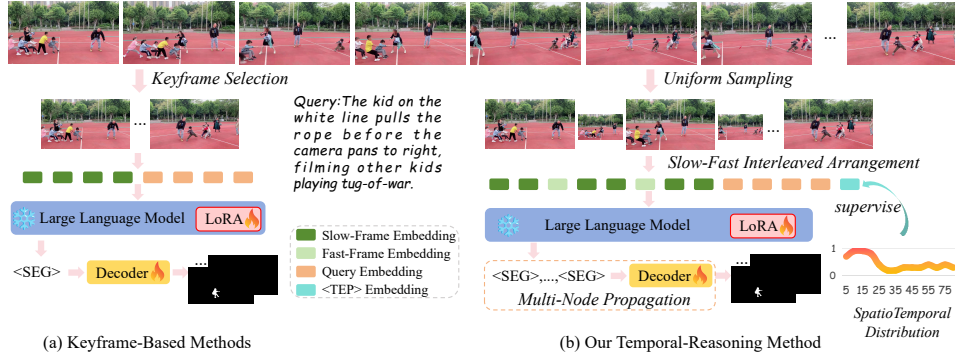 ...
Keyframe Selection
Uniform Sampling
...
Query:The kid on the
white line pulls the
rope before the
camera pans to right,
filming other kids
playing tug-of-war.
...
Slow-Fast Interleaved Arrangement
Large Language Model
LoRA
Large Language Model
LoRA
supervise
Slow-Frame Embedding
Fast-Frame Embedding
Query Embedding
<TEP> Embedding
<SEG>
Decoder
...
<SEG>,...,<SEG>
Decoder
...
Multi-Node Propagation
1
0
5 15 25 35 45 55 75
SpatioTemporal
Distribution
(a) Keyframe-Based Methods
(b) Our Temporal-Reasoning Method